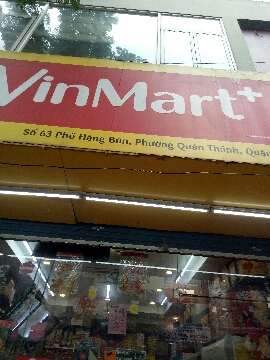 VinMart+
Số 63 Phố Hàng Bún, Phường Quán Thánh, Quận